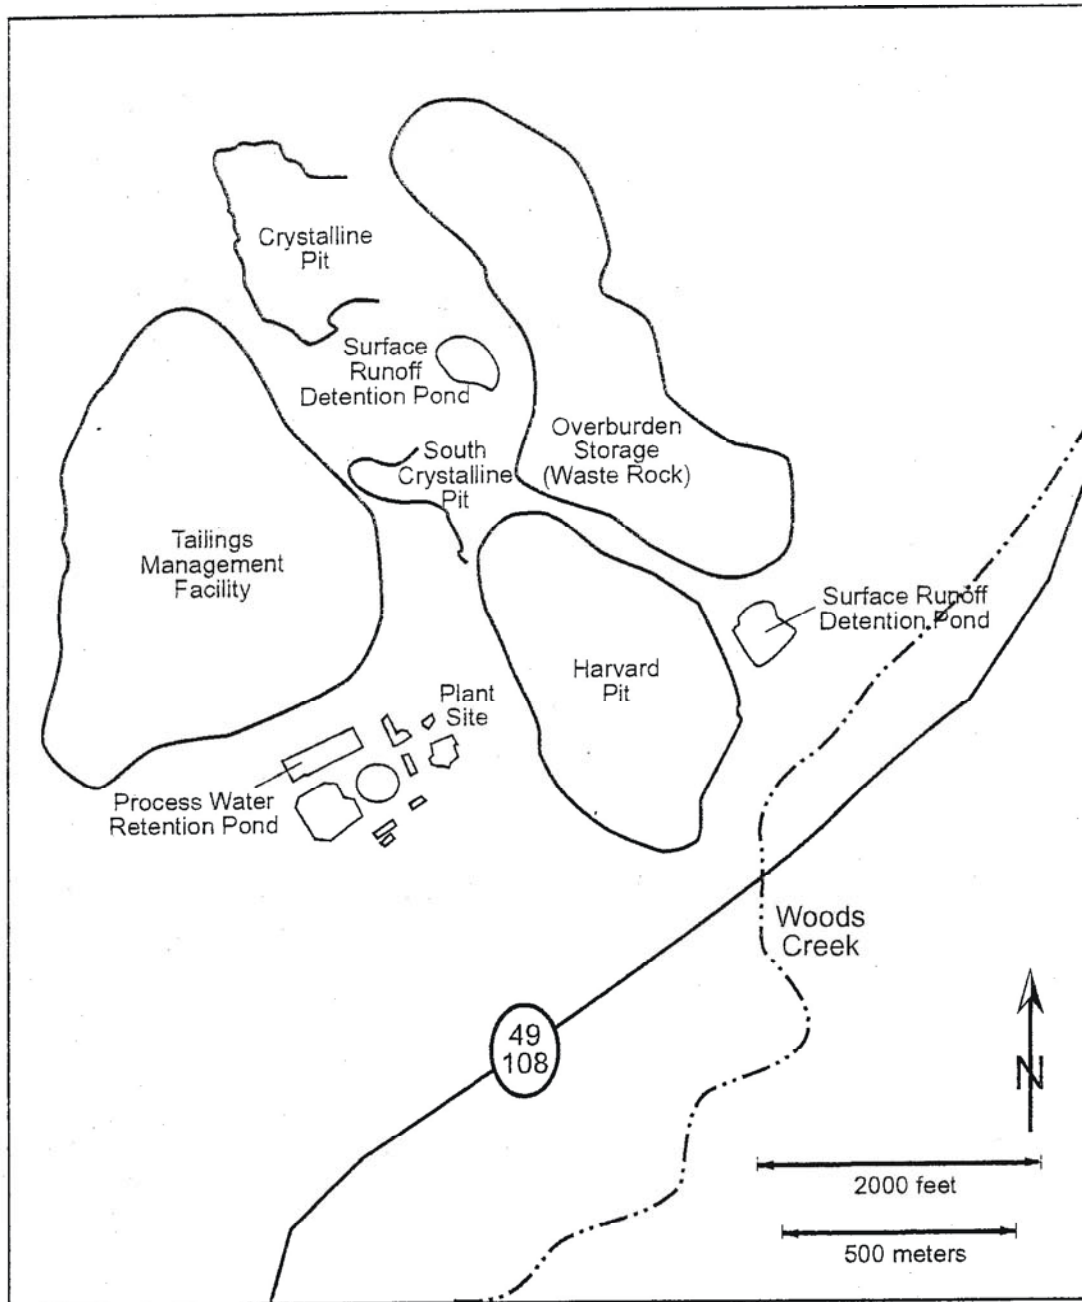 Crystalline
Pit
Surface
Runoff
Detention Pond
Overburden
Storage
(Waste Rock)
South
Crystalline
Pit
Tailings
Management
Facility
Surface Runoff
Detention Pond
Harvard
Pit
Plant
Site
Process Water
Retention Pond
Woods
Creek
49
108
N
2000 feet
500 meters